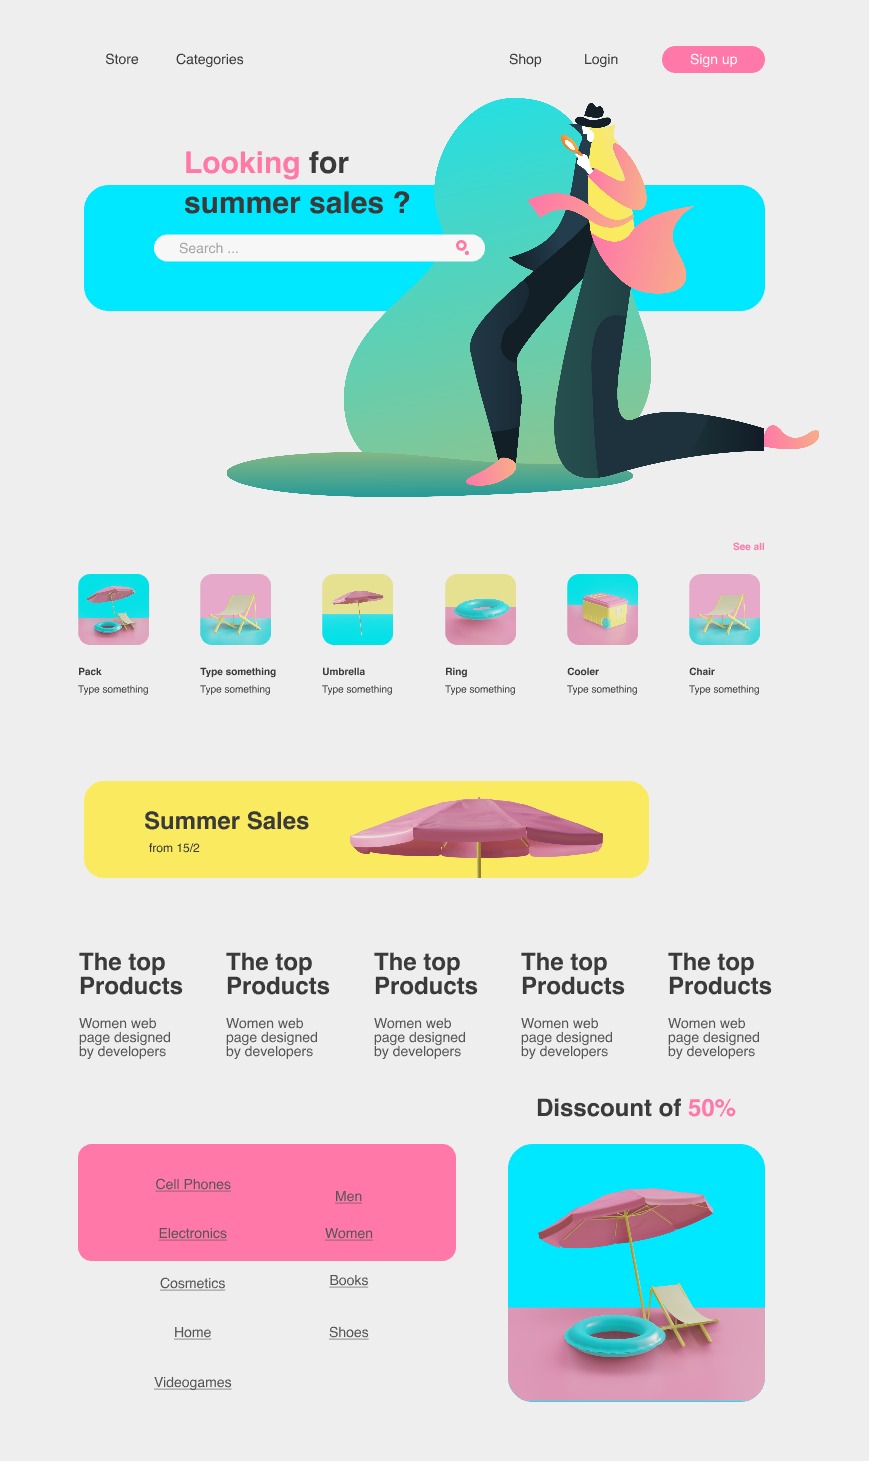 Store
Categories
Shop
Login
Sign up
Looking for
summer sales ?
Search ...
See all
Pack
Type something
Type something
Type something
Umbrella
Type something
Ring
Type something
Cooler
Type something
Chair
Type something
Summer Sales
from 15/2
The top
Products
Women web
page designed
by developers
The top
Products
Women web
page designed
by developers
The top
Products
Women web
page designed
by developers
The top
Products
Women web
page designed
by developers
The top
Products
Women web
page designed
by developers
Disscount of 50%
Cell Phones
Electronics
Cosmetics
Home
Videogames
Men
Women
Books
Shoes